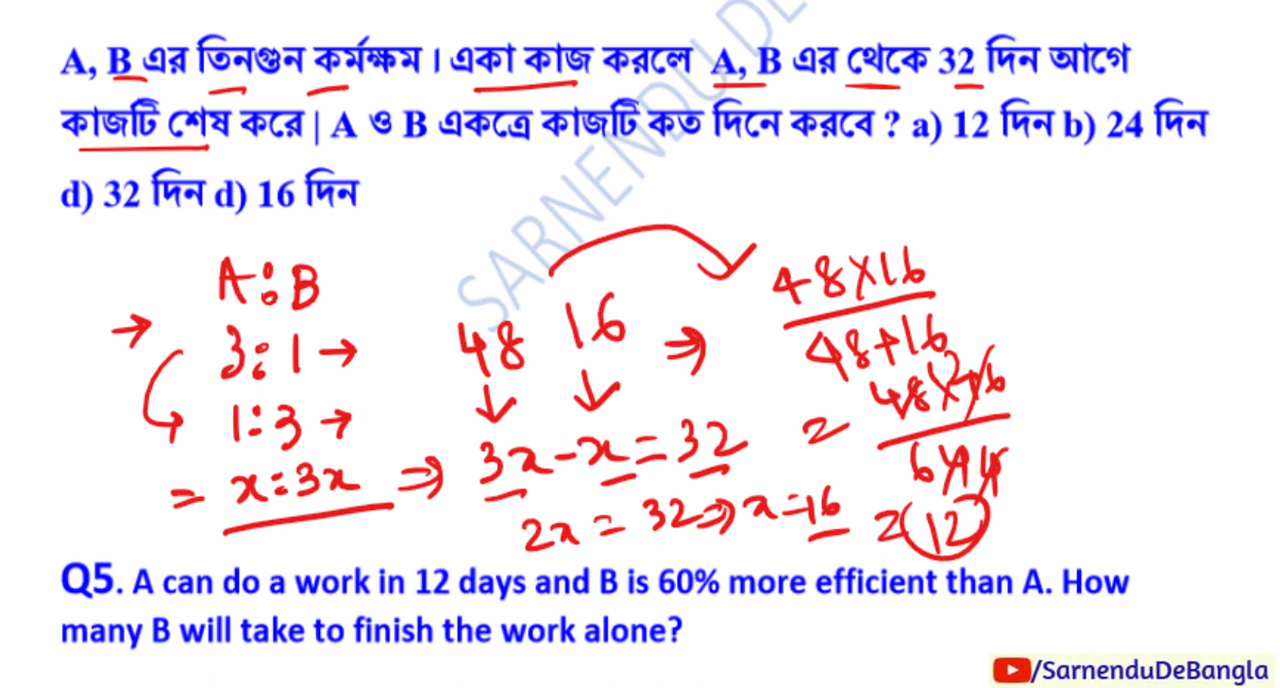 A, B এর তিনগুন কর্মক্ষম । একা কাজ করলে A, B এর থেকে 32 দিন আগে
কাজটি শেষ করে | A ও B একত্রে কাজটি কত দিনে করবে ? a) 12 দিন b) 24 দিন
d) 32 দিন d) 16 দিন
SARNENDU DE
A : B
→ 3 : 1 → 48 16 ⇒ 48×16
48+16
1 : 3 →
= x : 3x ⇒ 3x - x = 32
2x = 32 ⇒ x = 16
= 12
Q5. A can do a work in 12 days and B is 60% more efficient than A. How
many B will take to finish the work alone?
/SarnenduDeBangla